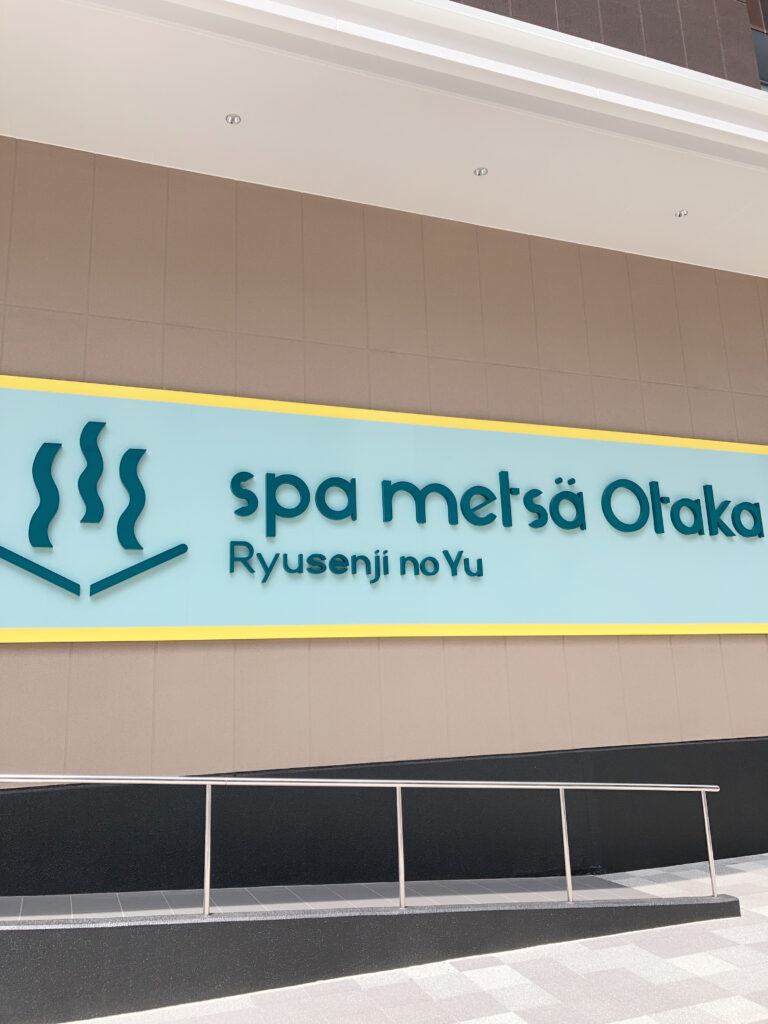 spa metsä Otaka
Ryusenji no Yu